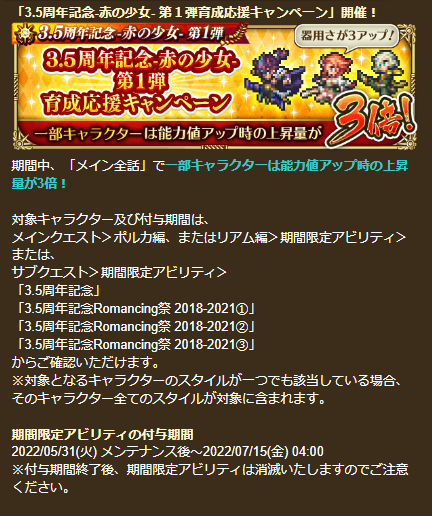 「3.5周年記念-赤の少女- 第１弾育成応援キャンペーン」開催！
3.5周年記念-赤の少女- 第1弾
3.5周年記念
-赤の少女-
第1弾
育成応援キャンペーン
器用さが3アップ！
一部キャラクターは能力値アップ時の上昇量が
3倍！
期間中、「メイン全話」で一部キャラクターは能力値アップ時の上昇
量が3倍！
対象キャラクター及び付与期間は、
メインクエスト＞ポルカ編、またはリアム編＞期間限定アビリティ＞
または、
サブクエスト＞期間限定アビリティ＞
「3.5周年記念」
「3.5周年記念Romancing祭 2018-2021①」
「3.5周年記念Romancing祭 2018-2021②」
「3.5周年記念Romancing祭 2018-2021③」
からご確認いただけます。
※対象となるキャラクターのスタイルが一つでも該当している場合、
そのキャラクター全てのスタイルが対象に含まれます。
期間限定アビリティの付与期間
2022/05/31(火) メンテナンス後～2022/07/15(金) 04:00
※付与期間終了後、期間限定アビリティは消滅いたしますのでご注意
ください。